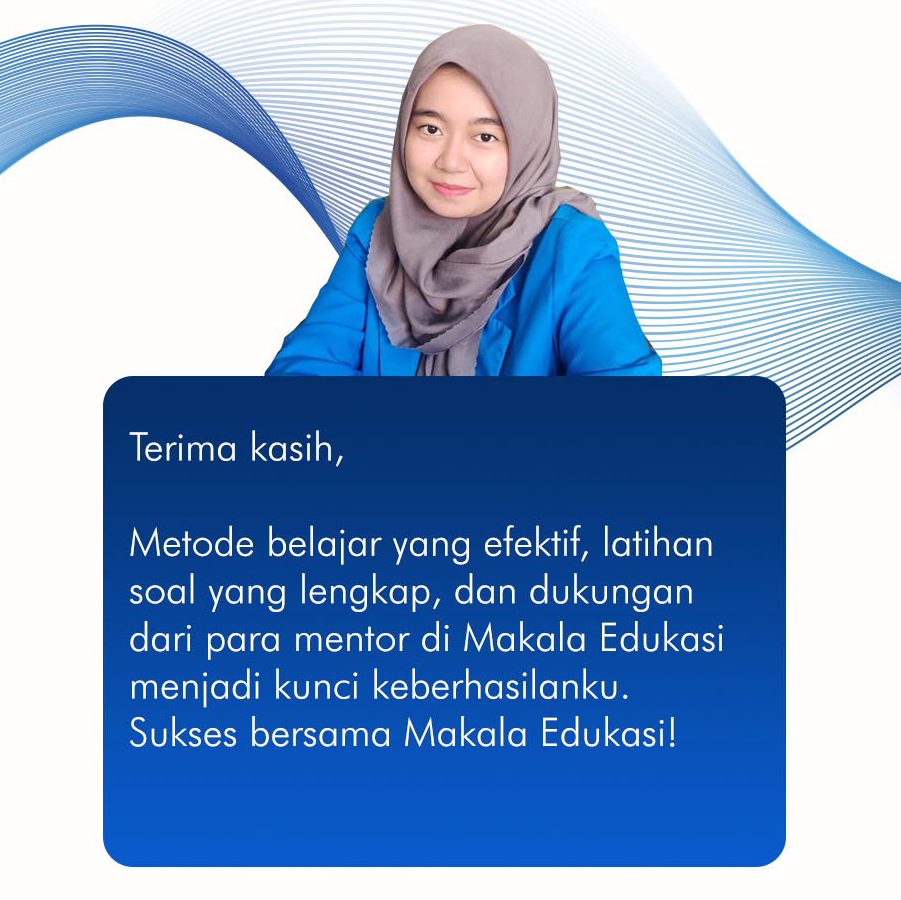 Terima kasih,
Metode belajar yang efektif, latihan
soal yang lengkap, dan dukungan
dari para mentor di Makala Edukasi
menjadi kunci keberhasilanku.
Sukses bersama Makala Edukasi!